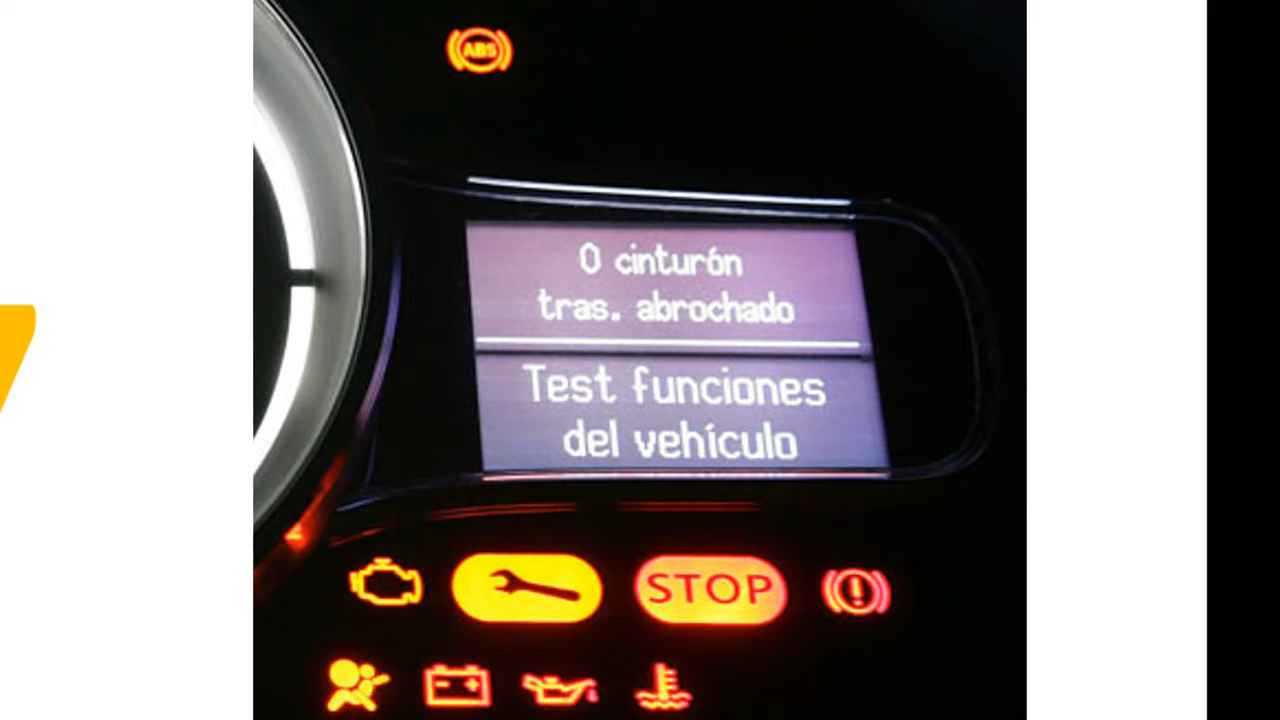 ABS
0 cinturón
tras. abrochado
Test funciones
del vehículo
STOP